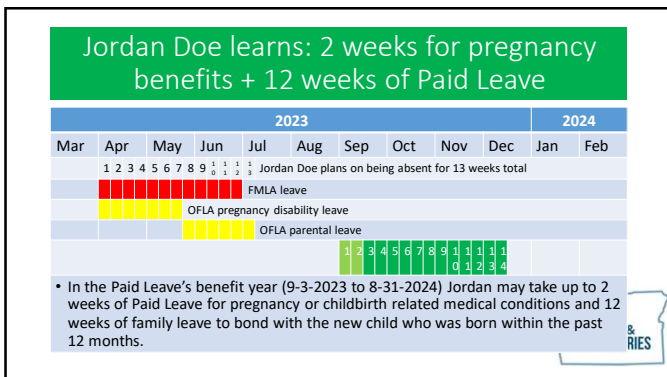 Jordan Doe learns: 2 weeks for pregnancy
benefits + 12 weeks of Paid Leave
2023 2024
Mar Apr May Jun Jul Aug Sep Oct Nov Dec Jan Feb
1 2 3 4 5 6 7 8 9 10 11 12 13 Jordan Doe plans on being absent for 13 weeks total
FMLA leave
OFLA pregnancy disability leave
OFLA parental leave
1 2 3 4 5 6 7 8 9 10 11 12 13 14
• In the Paid Leave's benefit year (9-3-2023 to 8-31-2024) Jordan may take up to 2
weeks of Paid Leave for pregnancy or childbirth related medical conditions and 12
weeks of family leave to bond with the new child who was born within the past
12 months.
&
RIES